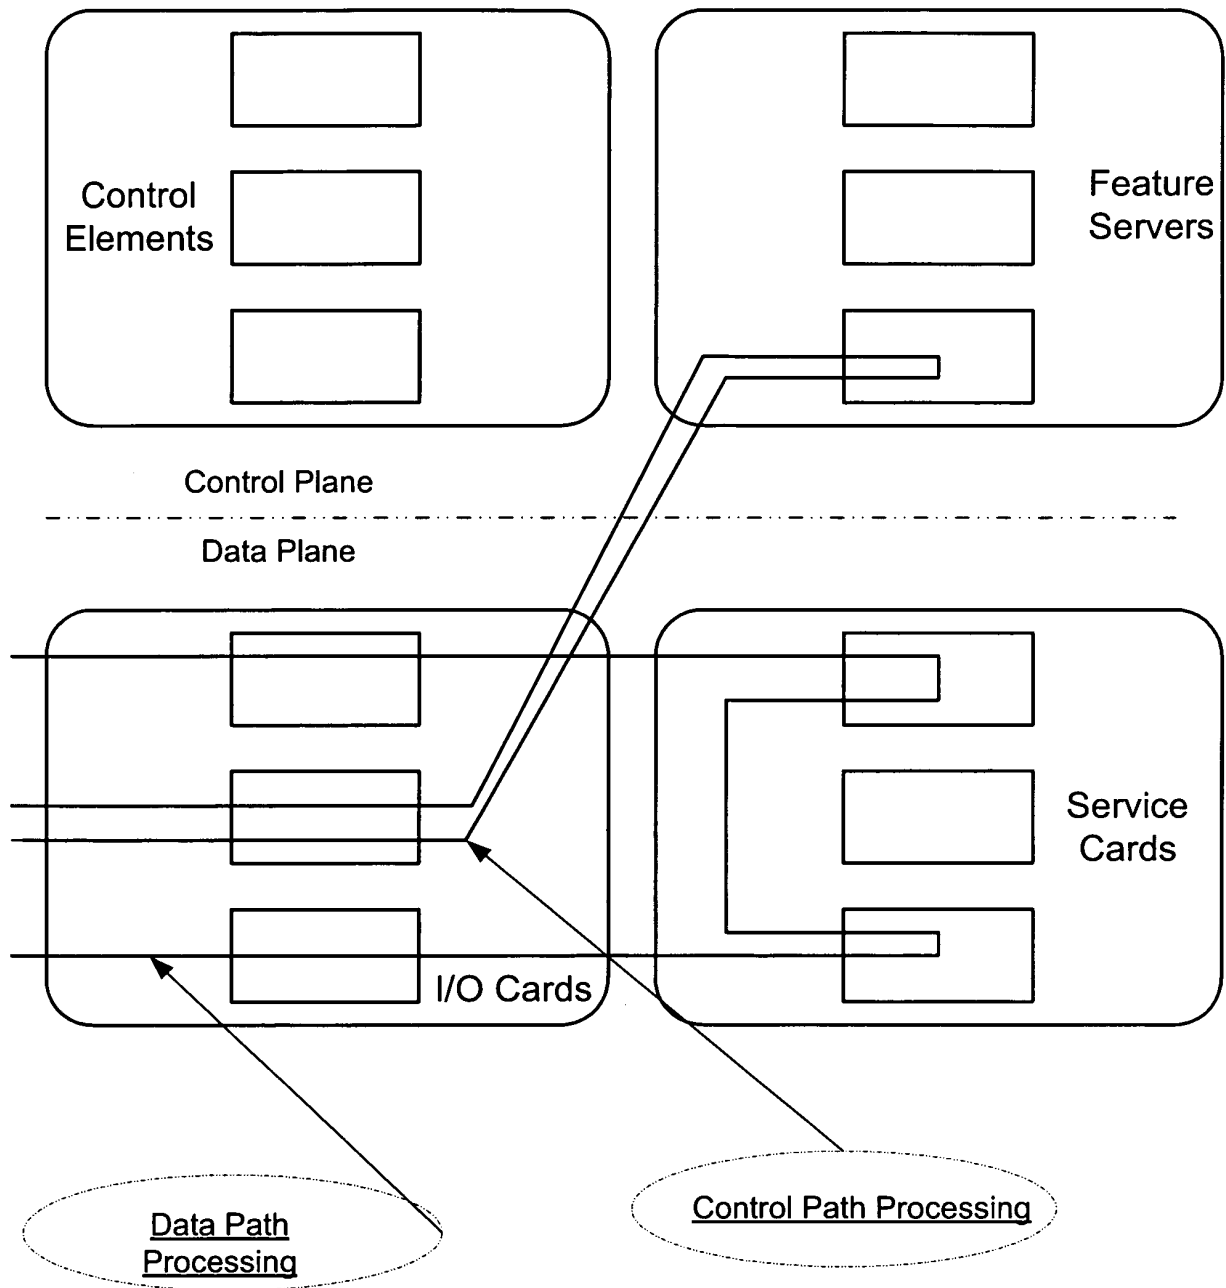 Control
Elements
Feature
Servers
Control Plane
Data Plane
Service
Cards
I/O Cards
Data Path
Processing
Control Path Processing